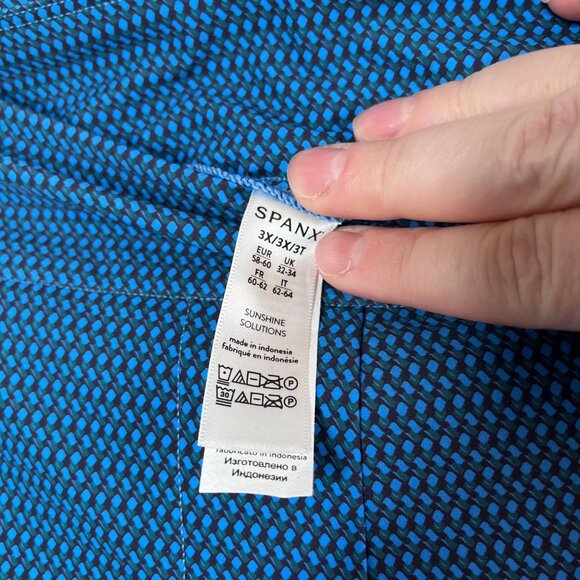 SPANX
3X/3X/3T
EUR UK
58-60 32-34
FR IT
60-62 62-64
SUNSHINE
SOLUTIONS
made in indonesia
fabriqué en indonésie
P
30 P
fabbricato in indonesia
Изготовлено в
Индонезии